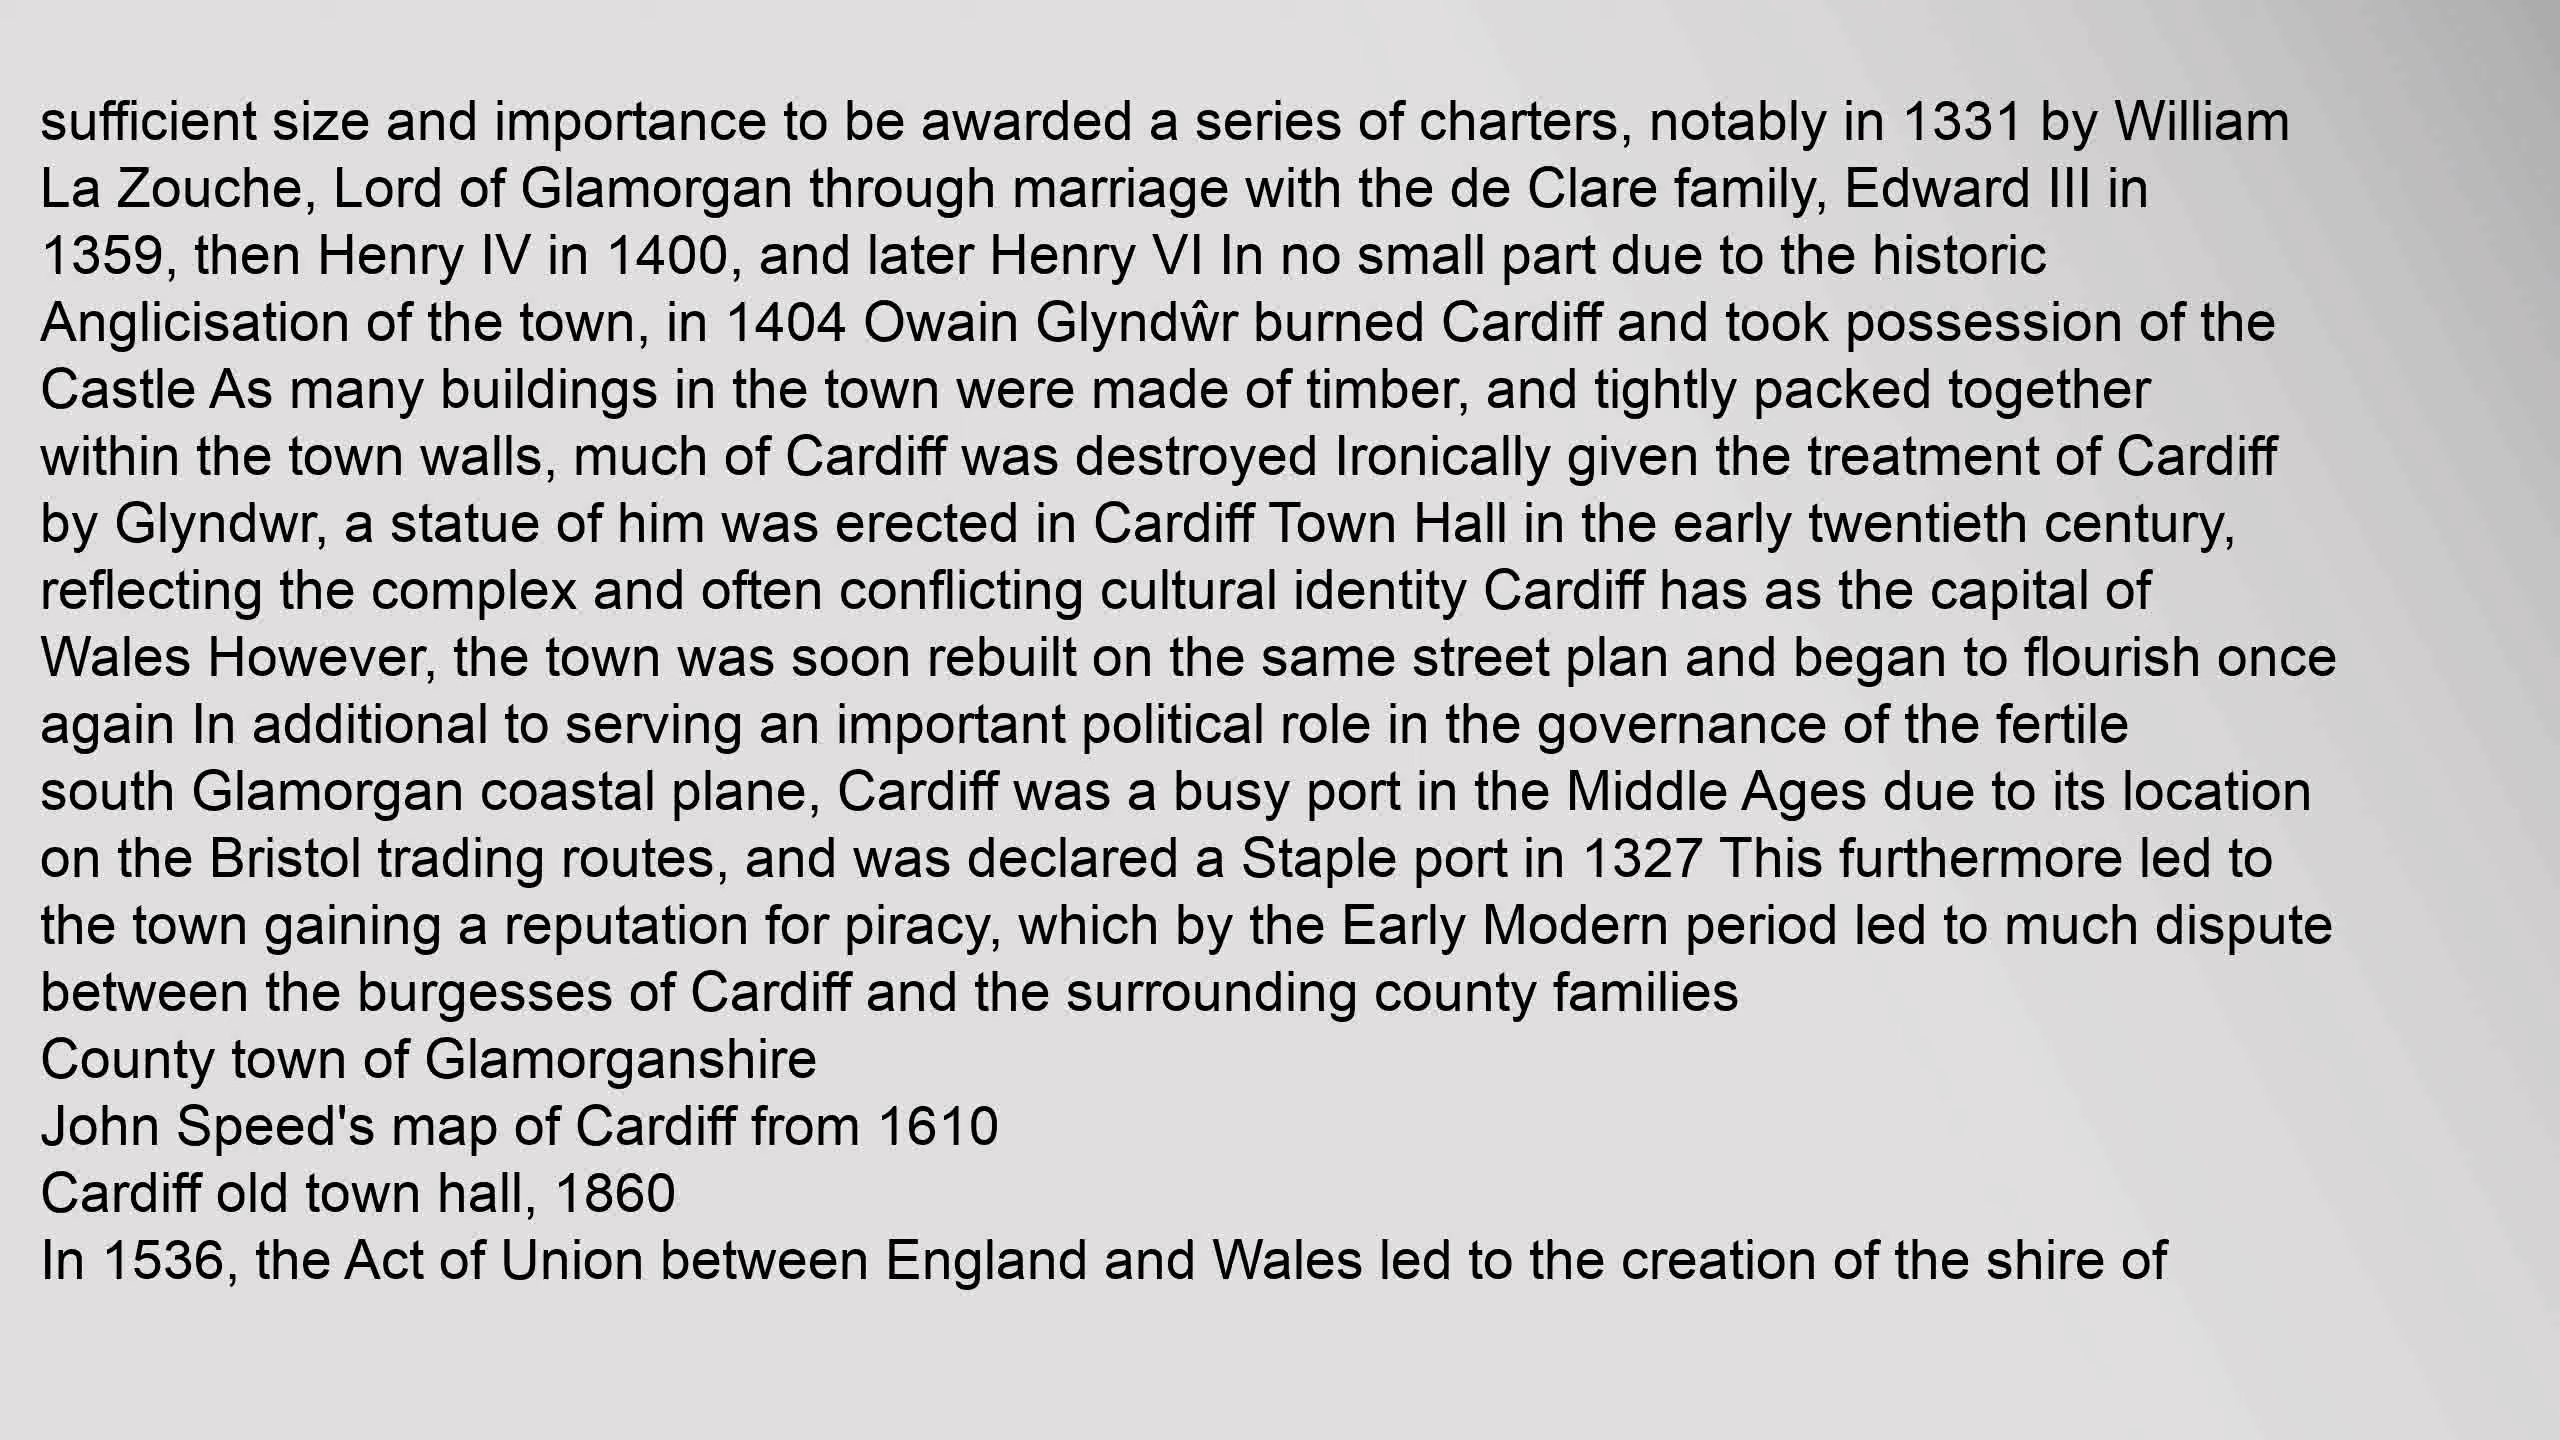 sufficient size and importance to be awarded a series of charters, notably in 1331 by William
La Zouche, Lord of Glamorgan through marriage with the de Clare family, Edward III in
1359, then Henry IV in 1400, and later Henry VI In no small part due to the historic
Anglicisation of the town, in 1404 Owain Glyndŵr burned Cardiff and took possession of the
Castle As many buildings in the town were made of timber, and tightly packed together
within the town walls, much of Cardiff was destroyed Ironically given the treatment of Cardiff
by Glyndwr, a statue of him was erected in Cardiff Town Hall in the early twentieth century,
reflecting the complex and often conflicting cultural identity Cardiff has as the capital of
Wales However, the town was soon rebuilt on the same street plan and began to flourish once
again In additional to serving an important political role in the governance of the fertile
south Glamorgan coastal plane, Cardiff was a busy port in the Middle Ages due to its location
on the Bristol trading routes, and was declared a Staple port in 1327 This furthermore led to
the town gaining a reputation for piracy, which by the Early Modern period led to much dispute
between the burgesses of Cardiff and the surrounding county families
County town of Glamorganshire
John Speed's map of Cardiff from 1610
Cardiff old town hall, 1860
In 1536, the Act of Union between England and Wales led to the creation of the shire of